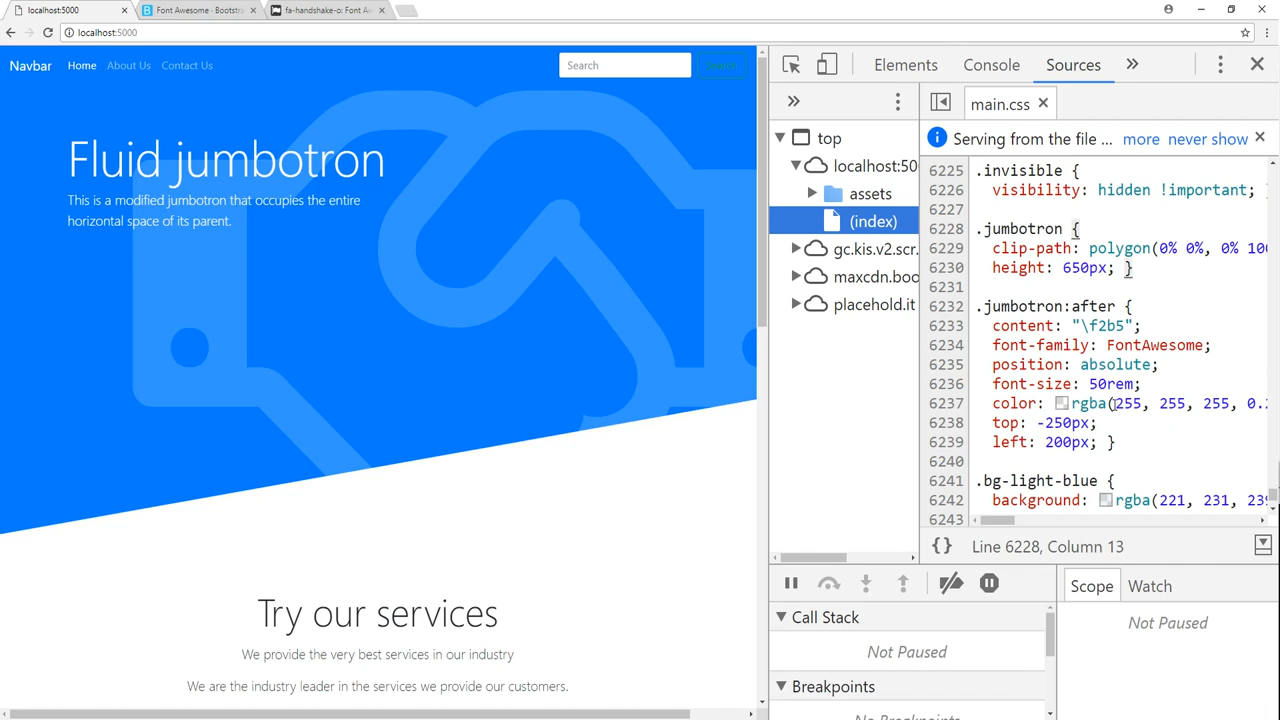 localhost:5000
Font Awesome - Bootstra
fa-handshake-o: Font A
localhost:5000
Navbar Home About Us Contact Us Search Search
Fluid jumbotron
This is a modified jumbotron that occupies the entire
horizontal space of its parent.
Try our services
We provide the very best services in our industry
We are the industry leader in the services we provide our customers.
Elements Console Sources
main.css
Serving from the file ... more never show
top
localhost:50
assets
(index)
gc.kis.v2.scr.
maxcdn.boo
placehold.it
6225 .invisible {
6226 visibility: hidden !important;
6227
6228 .jumbotron {
6229 clip-path: polygon(0% 0%, 0% 10
6230 height: 650px; }
6231
6232 .jumbotron:after {
6233 content: "\f2b5";
6234 font-family: FontAwesome;
6235 position: absolute;
6236 font-size: 50rem;
6237 color: rgba(255, 255, 255, 0.
6238 top: -250px;
6239 left: 200px; }
6240
6241 .bg-light-blue {
6242 background: rgba(221, 231, 23
6243
{} Line 6228, Column 13
Scope Watch
Call Stack
Not Paused
Not Paused
Breakpoints
No Breakpoints